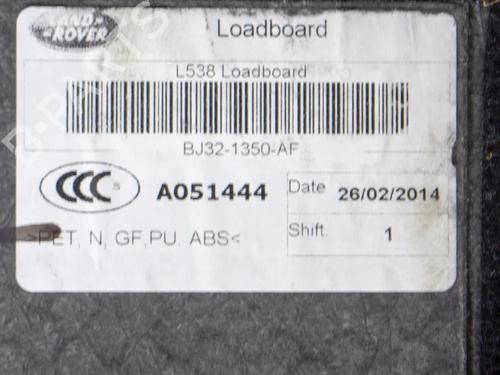 LAND-
-ROVER
Loadboard
L538 Loadboard
BJ32-1350-AF
CCC S
A051444
Date 26/02/2014
>PET, N, GF,PU. ABS<
Shift. 1
B-PARTS